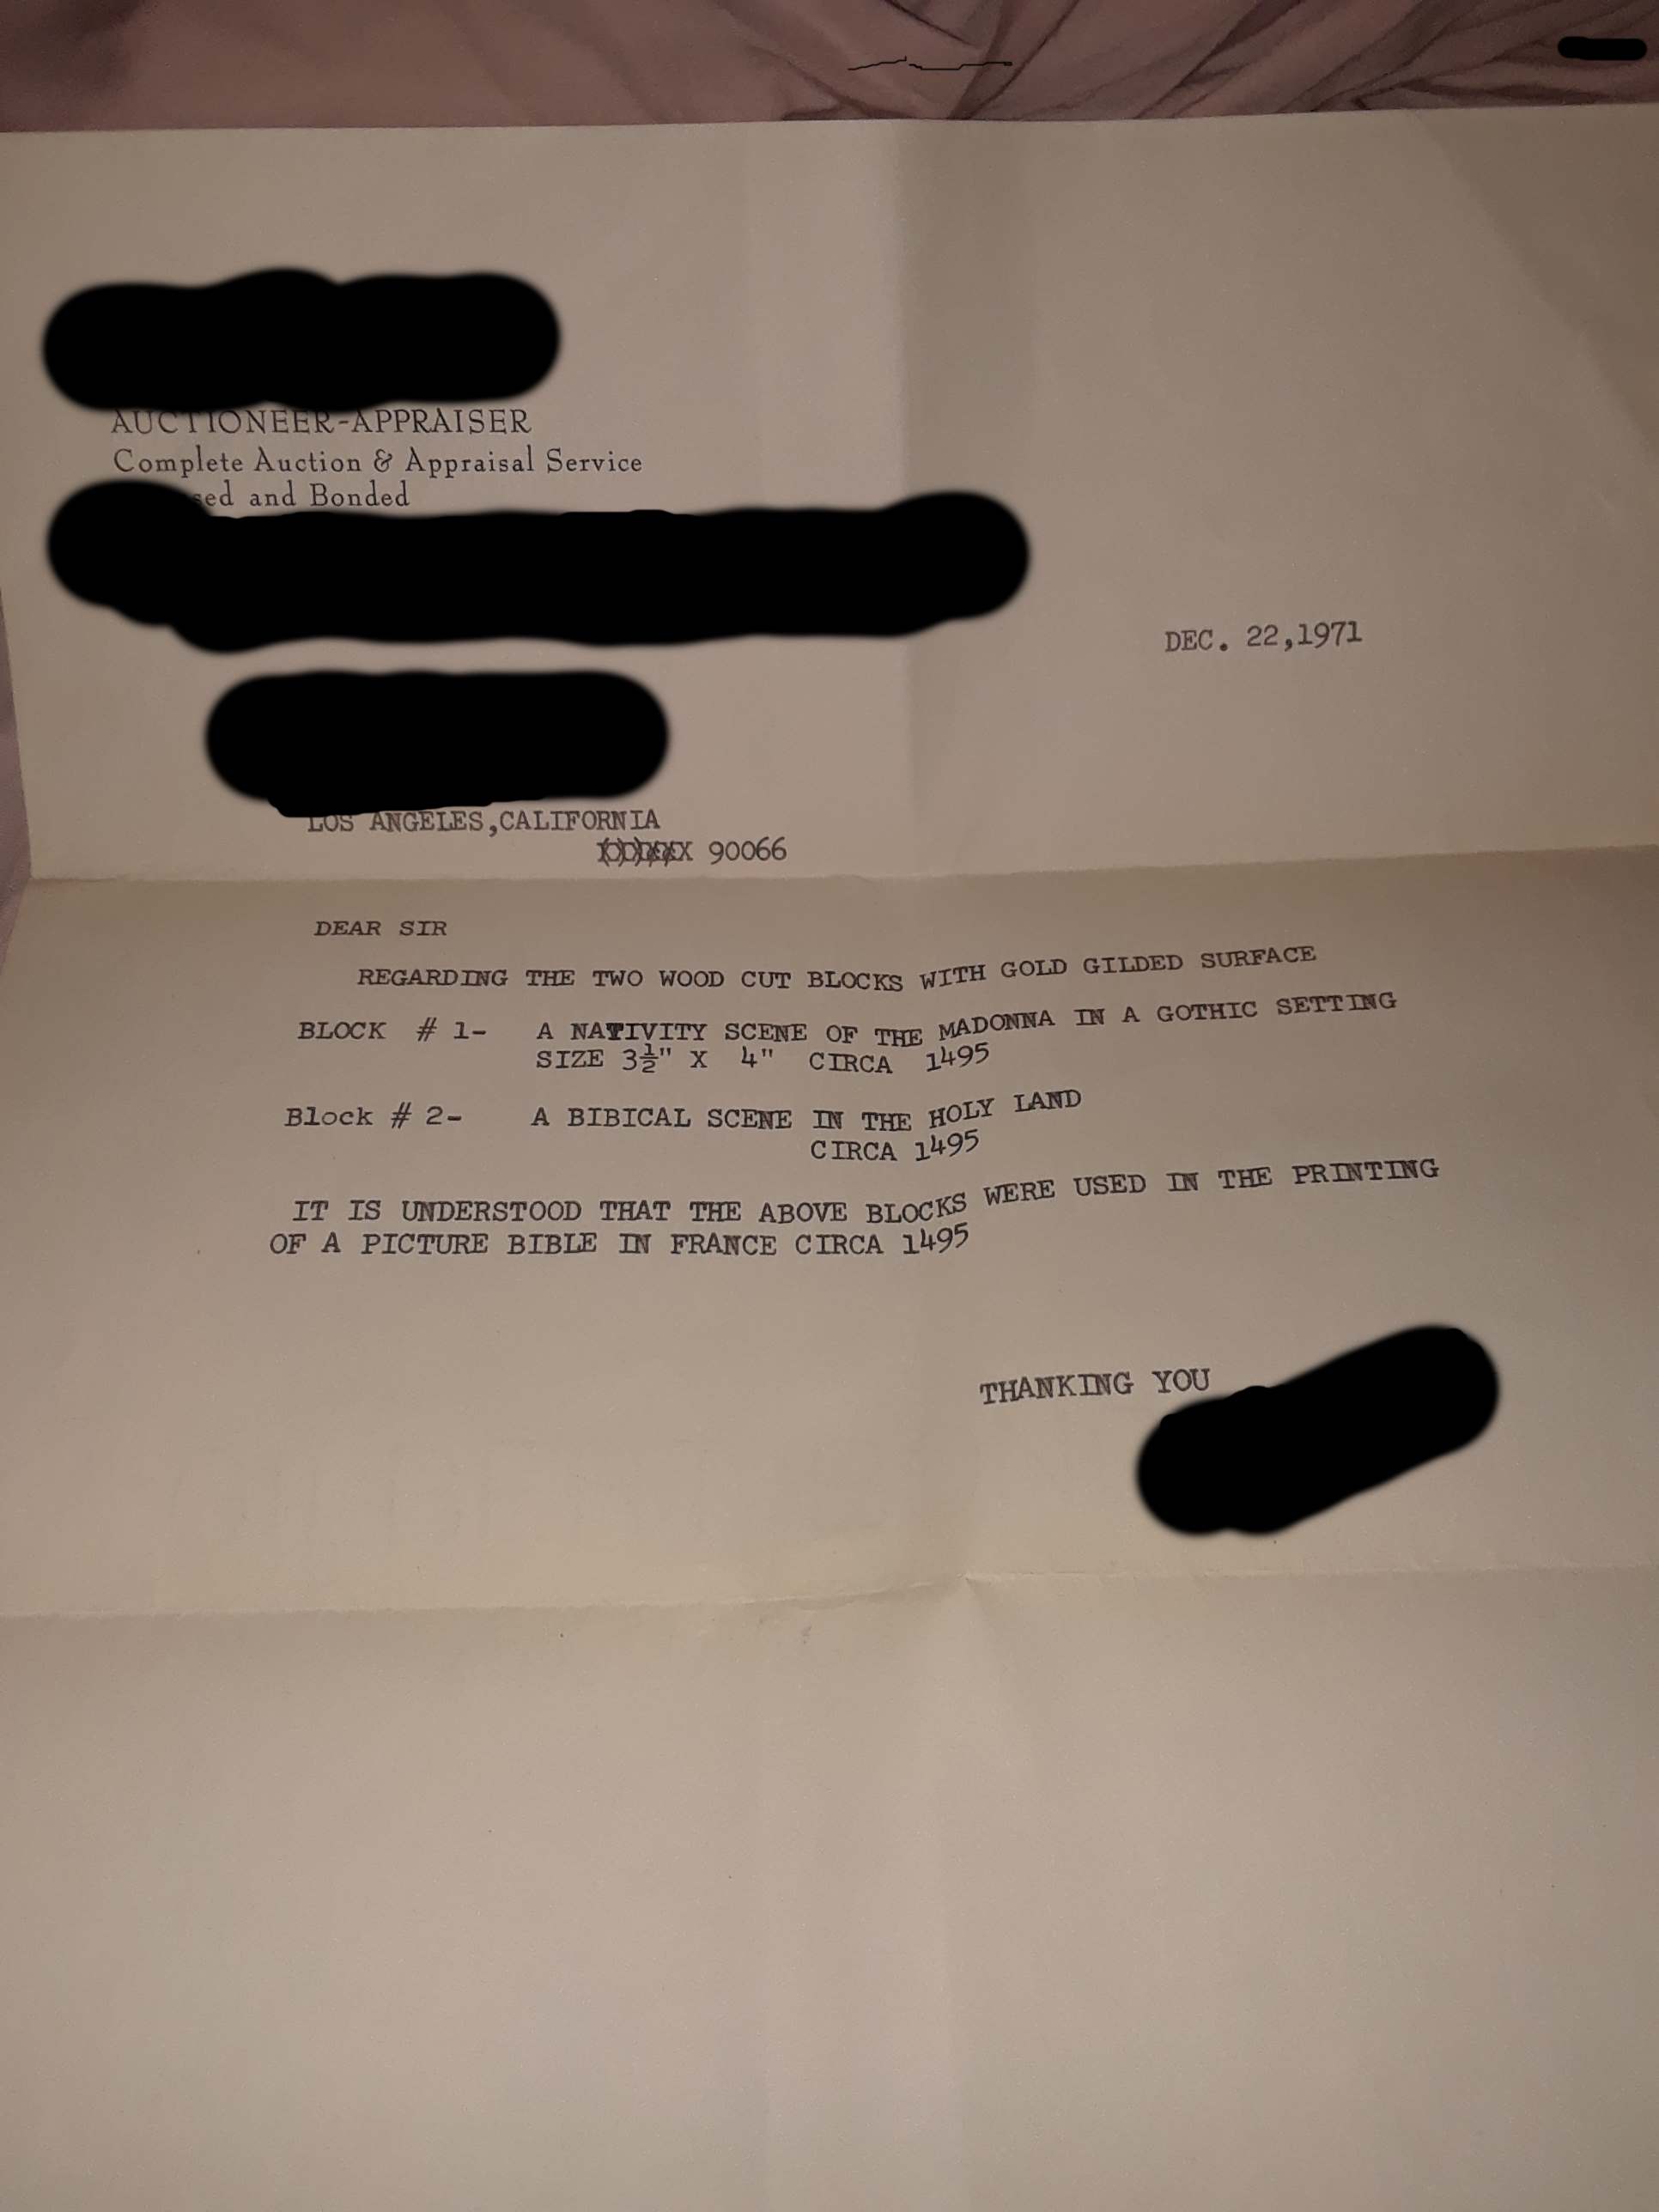 AUCTIONEER-APPRAISER
Complete Auction & Appraisal Service
and Bonded
DEC. 22,1971
LOS ANGELES,CALIFORNIA
90066
DEAR SIR
REGARDING THE TWO WOOD CUT BLOCKS WITH GOLD GILDED SURFACE
BLOCK # 1- A NATIVITY SCENE OF THE MADONNA IN A GOTHIC SETTING
SIZE 3½" X 4" CIRCA 1495
Block # 2- A BIBICAL SCENE IN THE HOLY LAND
CIRCA 1495
IT IS UNDERSTOOD THAT THE ABOVE BLOCKS WERE USED IN THE PRINTING
OF A PICTURE BIBLE IN FRANCE CIRCA 1495
THANKING YOU